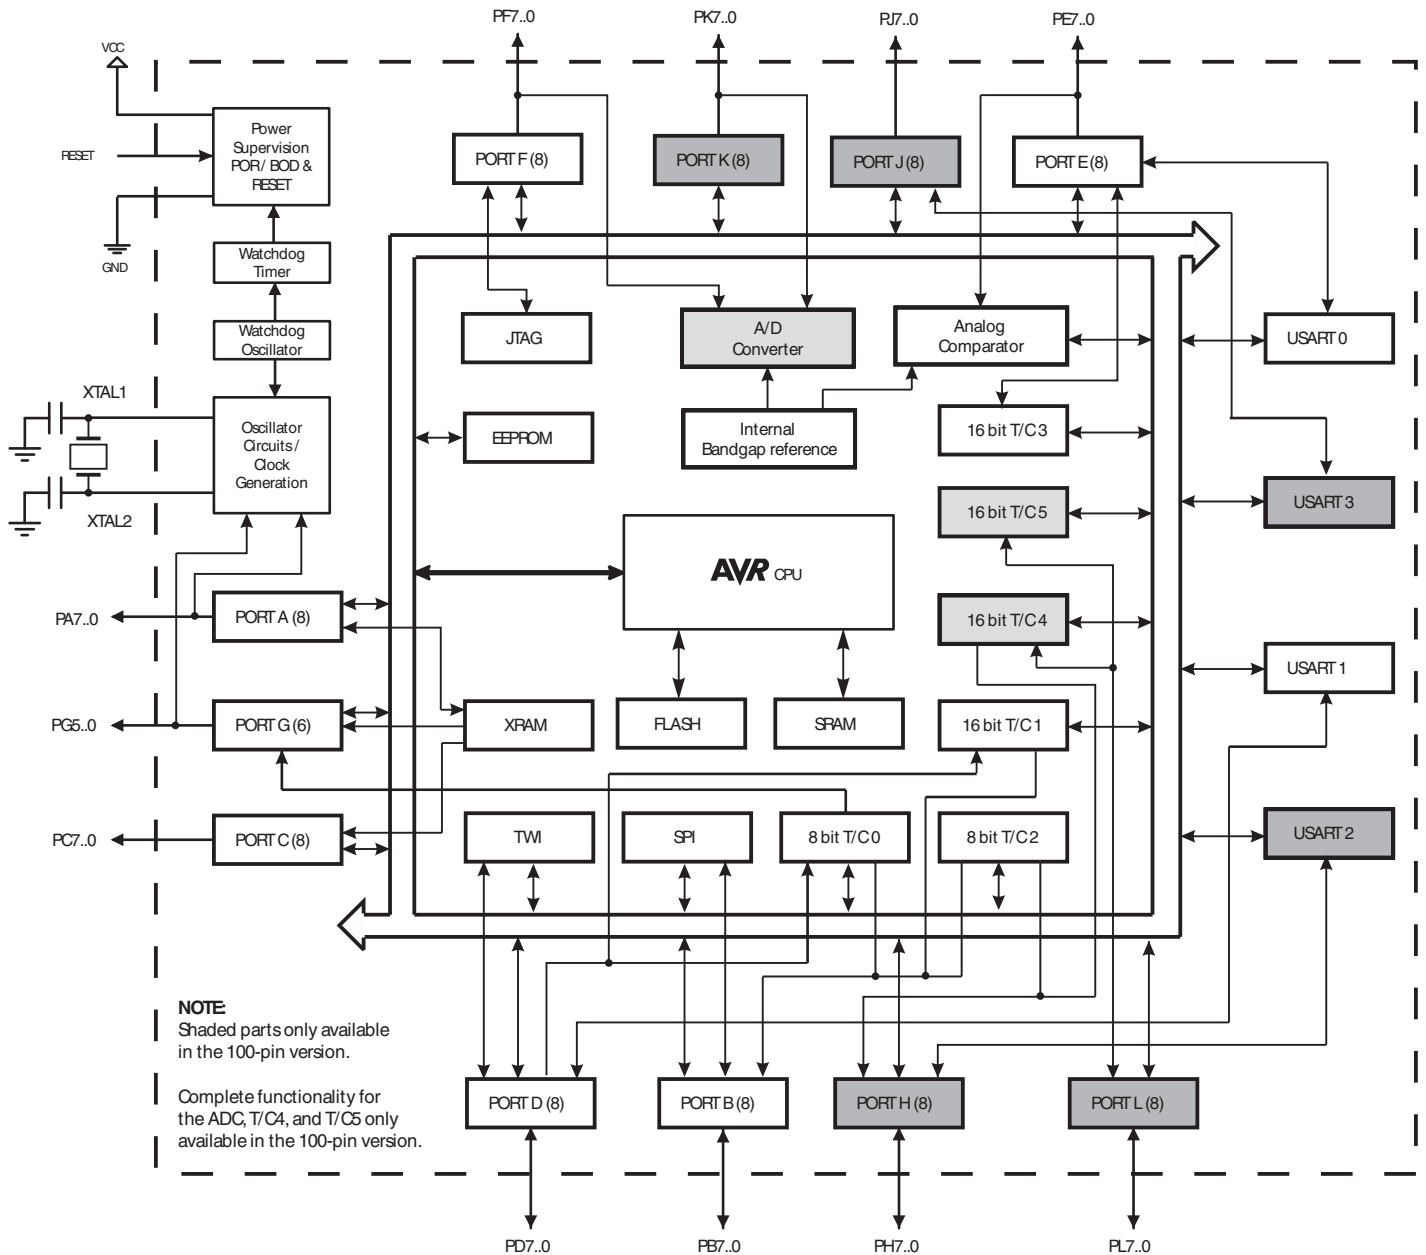 PF7..0
PK7..0
PJ7..0
PE7..0
VCC
RESET
GND
Power
Supervision
POR / BOD &
RESET
Watchdog
Timer
Watchdog
Oscillator
XTAL1
XTAL2
Oscillator
Circuits /
Clock
Generation
PORT F (8)
PORT K (8)
PORT J (8)
PORT E (8)
JTAG
A/D
Converter
Analog
Comparator
USART 0
EEPROM
Internal
Bandgap reference
16 bit T/C 3
16 bit T/C 5
USART 3
AVR CPU
PA7..0
PORT A (8)
16 bit T/C 4
USART 1
PG5..0
PORT G (6)
XRAM
FLASH
SRAM
16 bit T/C 1
PC7..0
PORT C (8)
TWI
SPI
8 bit T/C 0
8 bit T/C 2
USART 2
NOTE:
Shaded parts only available
in the 100-pin version.
Complete functionality for
the ADC, T/C4, and T/C5 only
available in the 100-pin version.
PORT D (8)
PORT B (8)
PORT H (8)
PORT L (8)
PD7..0
PB7..0
PH7..0
PL7..0